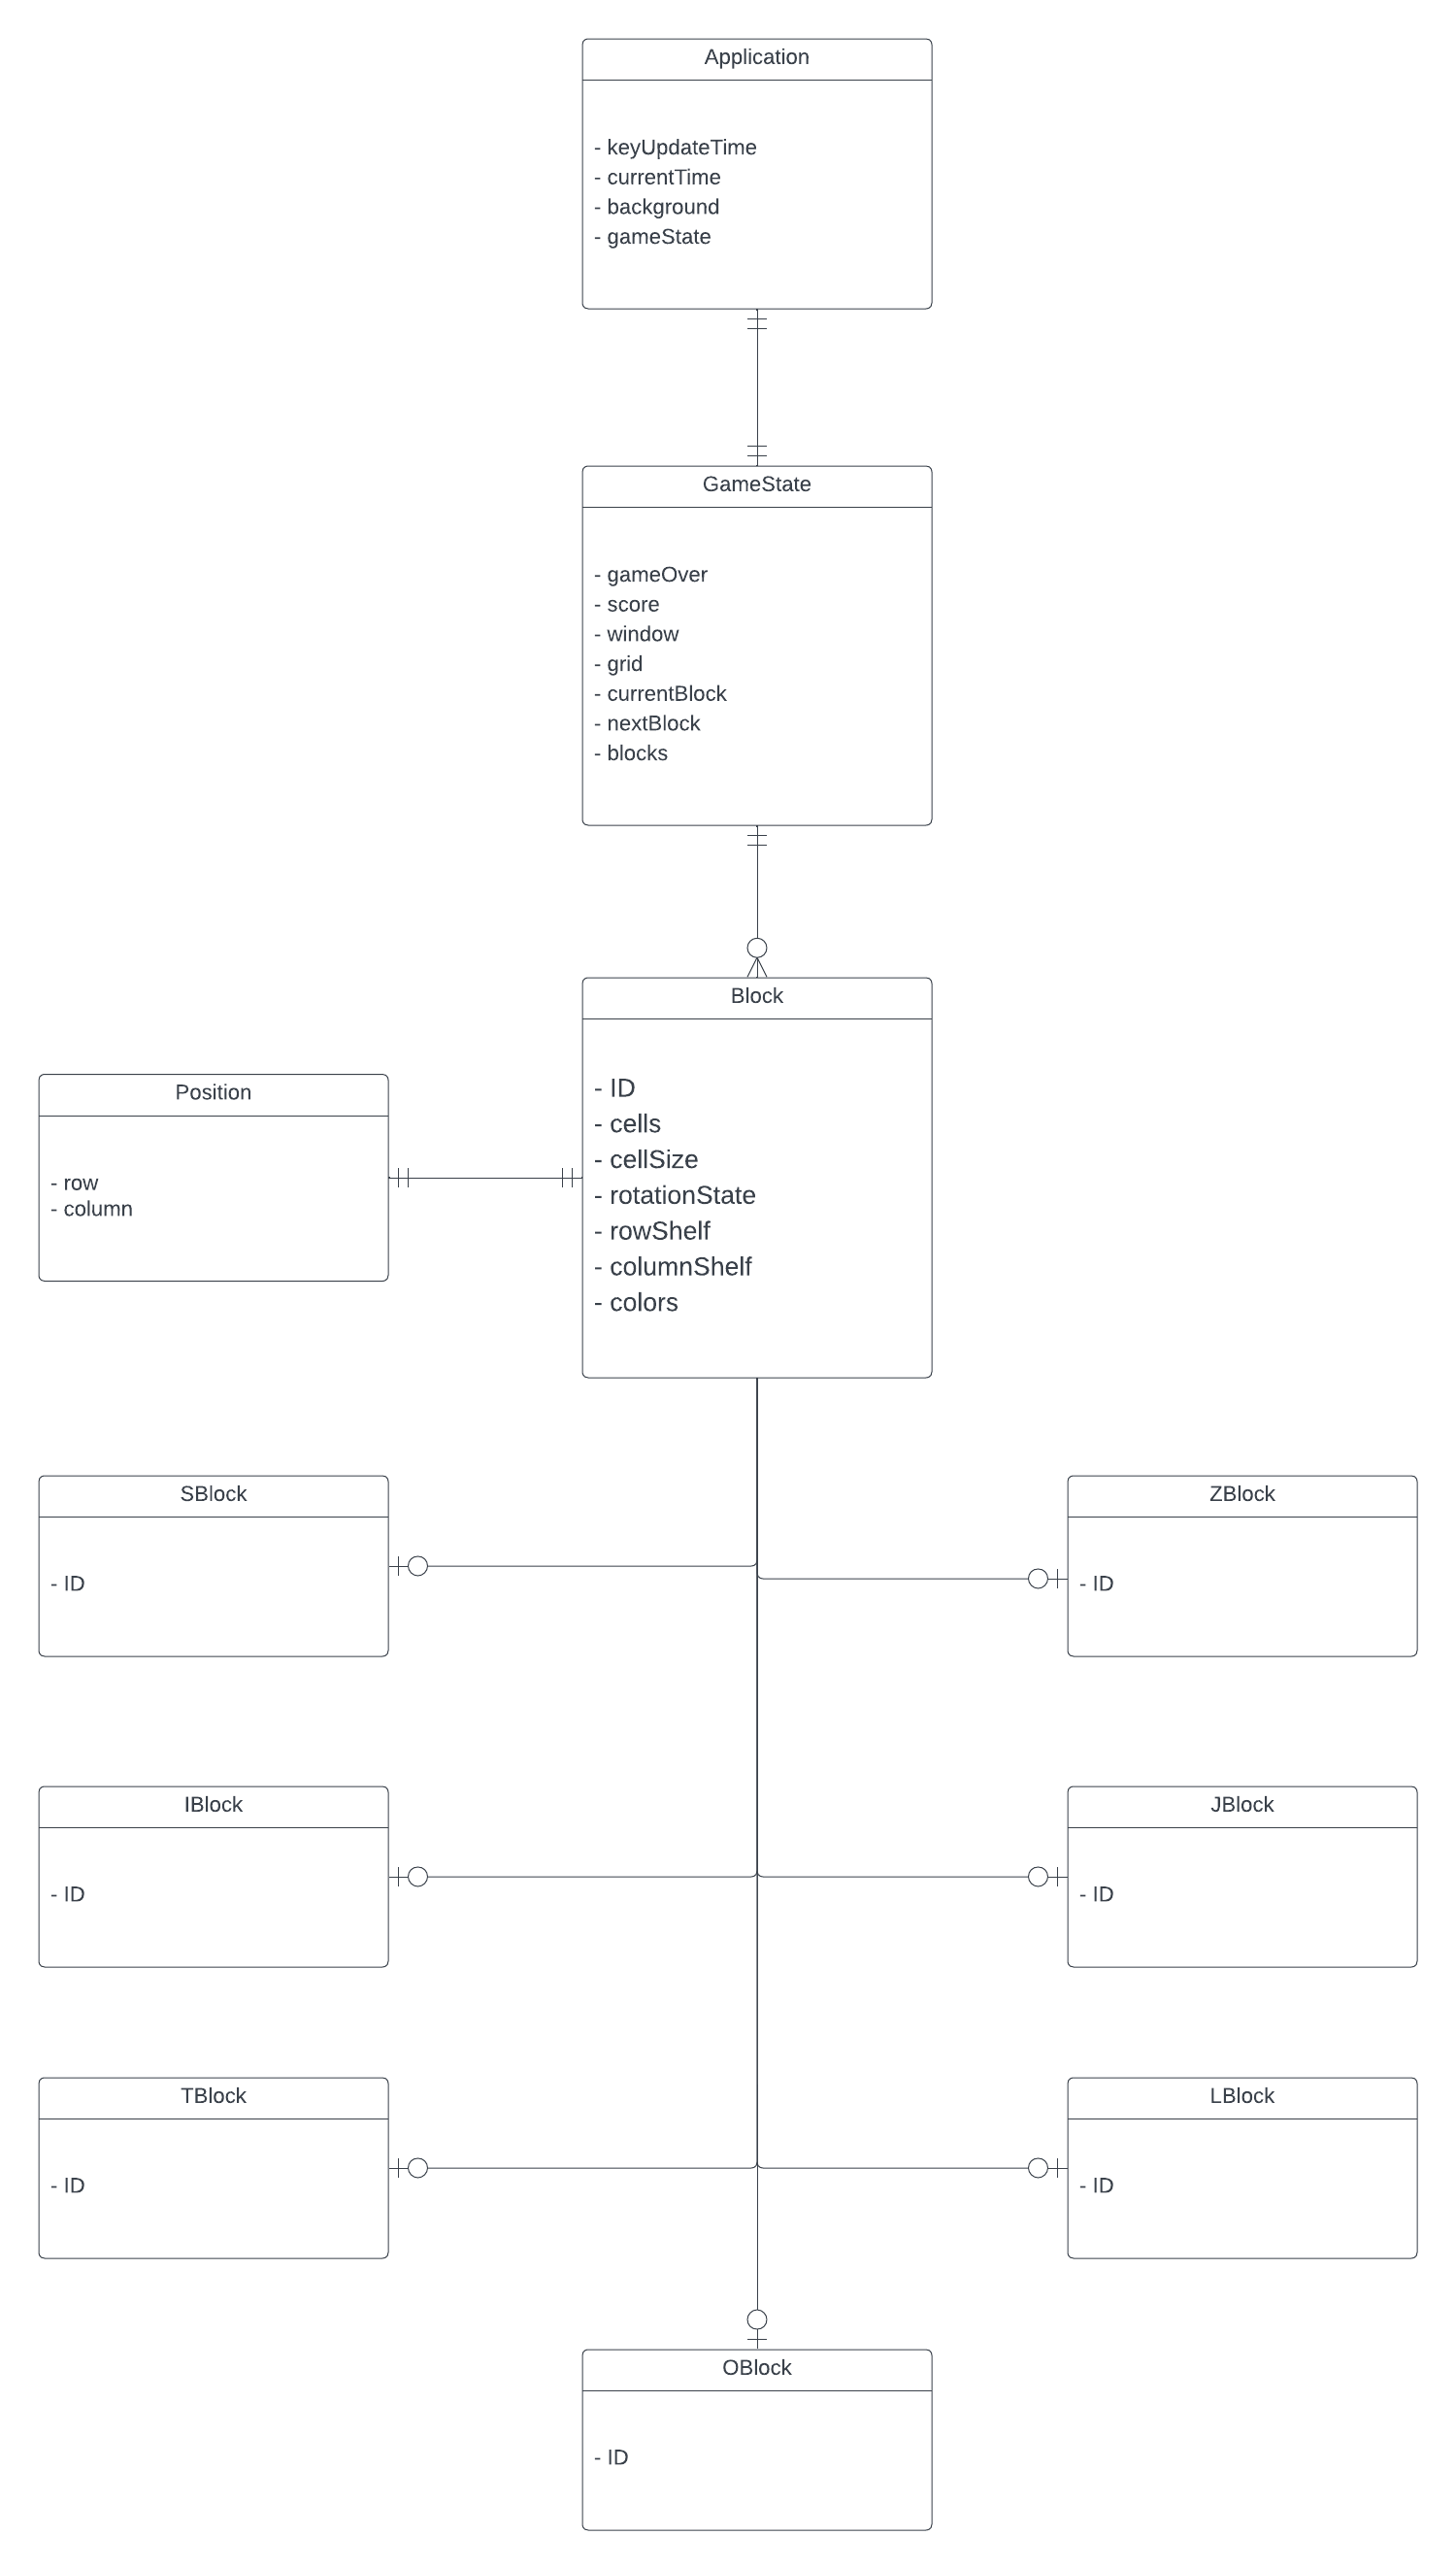 Application
- keyUpdateTime
- currentTime
- background
- gameState
GameState
- gameOver
- score
- window
- grid
- currentBlock
- nextBlock
- blocks
Block
- ID
- cells
- cellSize
- rotationState
- rowShelf
- columnShelf
- colors
Position
- row
- column
SBlock
- ID
ZBlock
- ID
IBlock
- ID
JBlock
- ID
TBlock
- ID
LBlock
- ID
OBlock
- ID